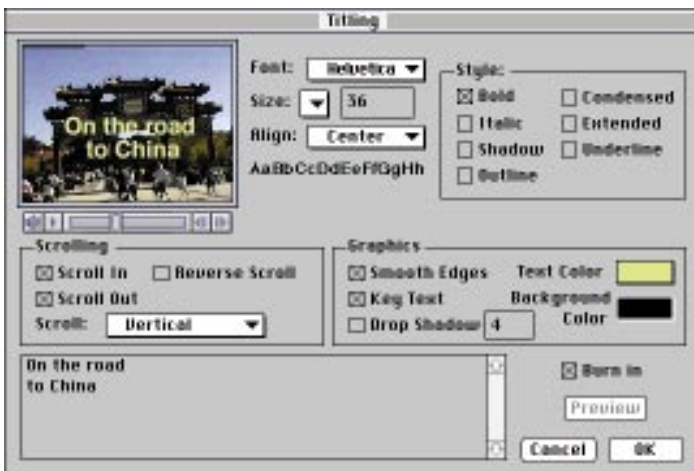 Titling
On the road
to China
Font: Helvetica
Size: 36
Align: Center
AaBbCcDdEeFfGgHh
Style:
Bold
Condensed
Italic
Extended
Shadow
Underline
Outline
Scrolling
Scroll In
Reverse Scroll
Scroll Out
Scroll: Vertical
Graphics
Smooth Edges
Text Color
Key Text
Background
Color
Drop Shadow 4
On the road
to China
Burn in
Preview
Cancel
OK